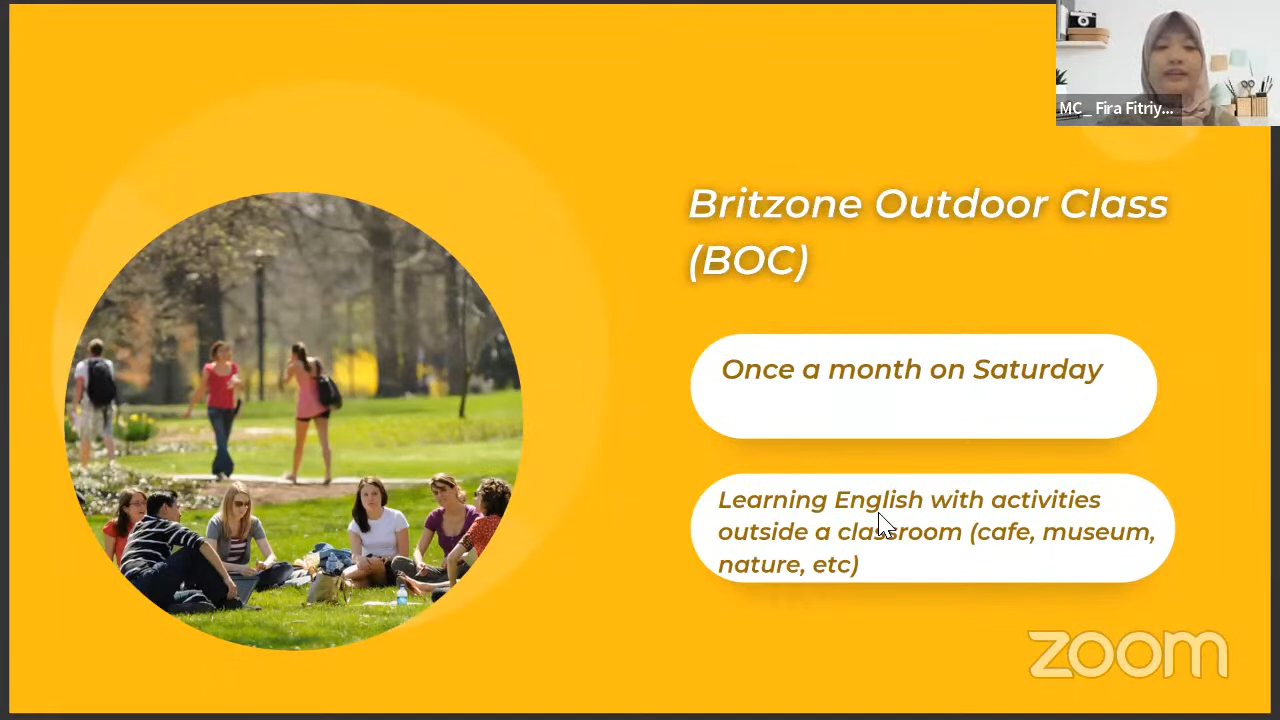 MC_ Fira Fitriy...
Britzone Outdoor Class
(BOC)
Once a month on Saturday
Learning English with activities
outside a classroom (cafe, museum,
nature, etc)
zoom